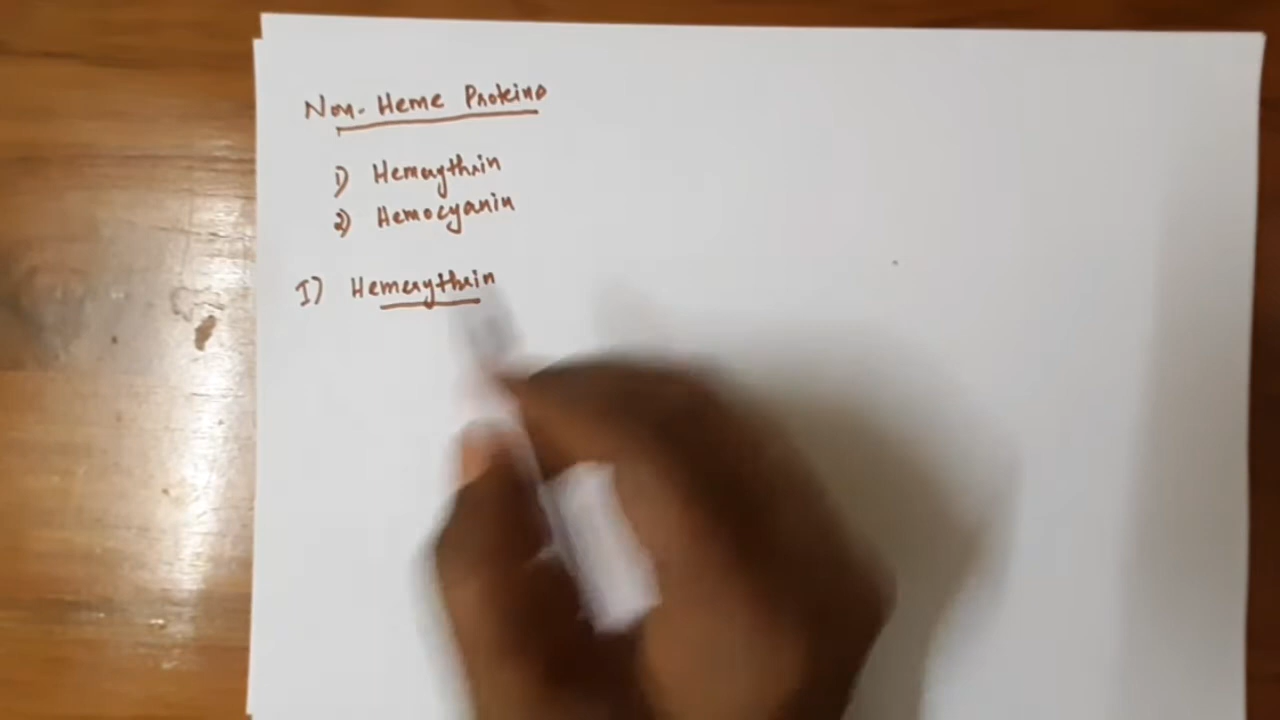 Non-Heme Proteins
1) Hemerythrin
2) Hemocyanin
I) Hemerythrin